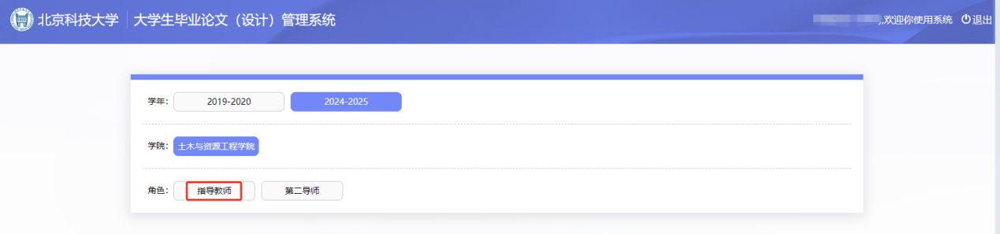 北京科技大学 大学生毕业论文（设计）管理系统
,欢迎你使用系统 退出
学年： 2019-2020 2024-2025
学院： 土木与资源工程学院
角色： 指导教师 第二导师